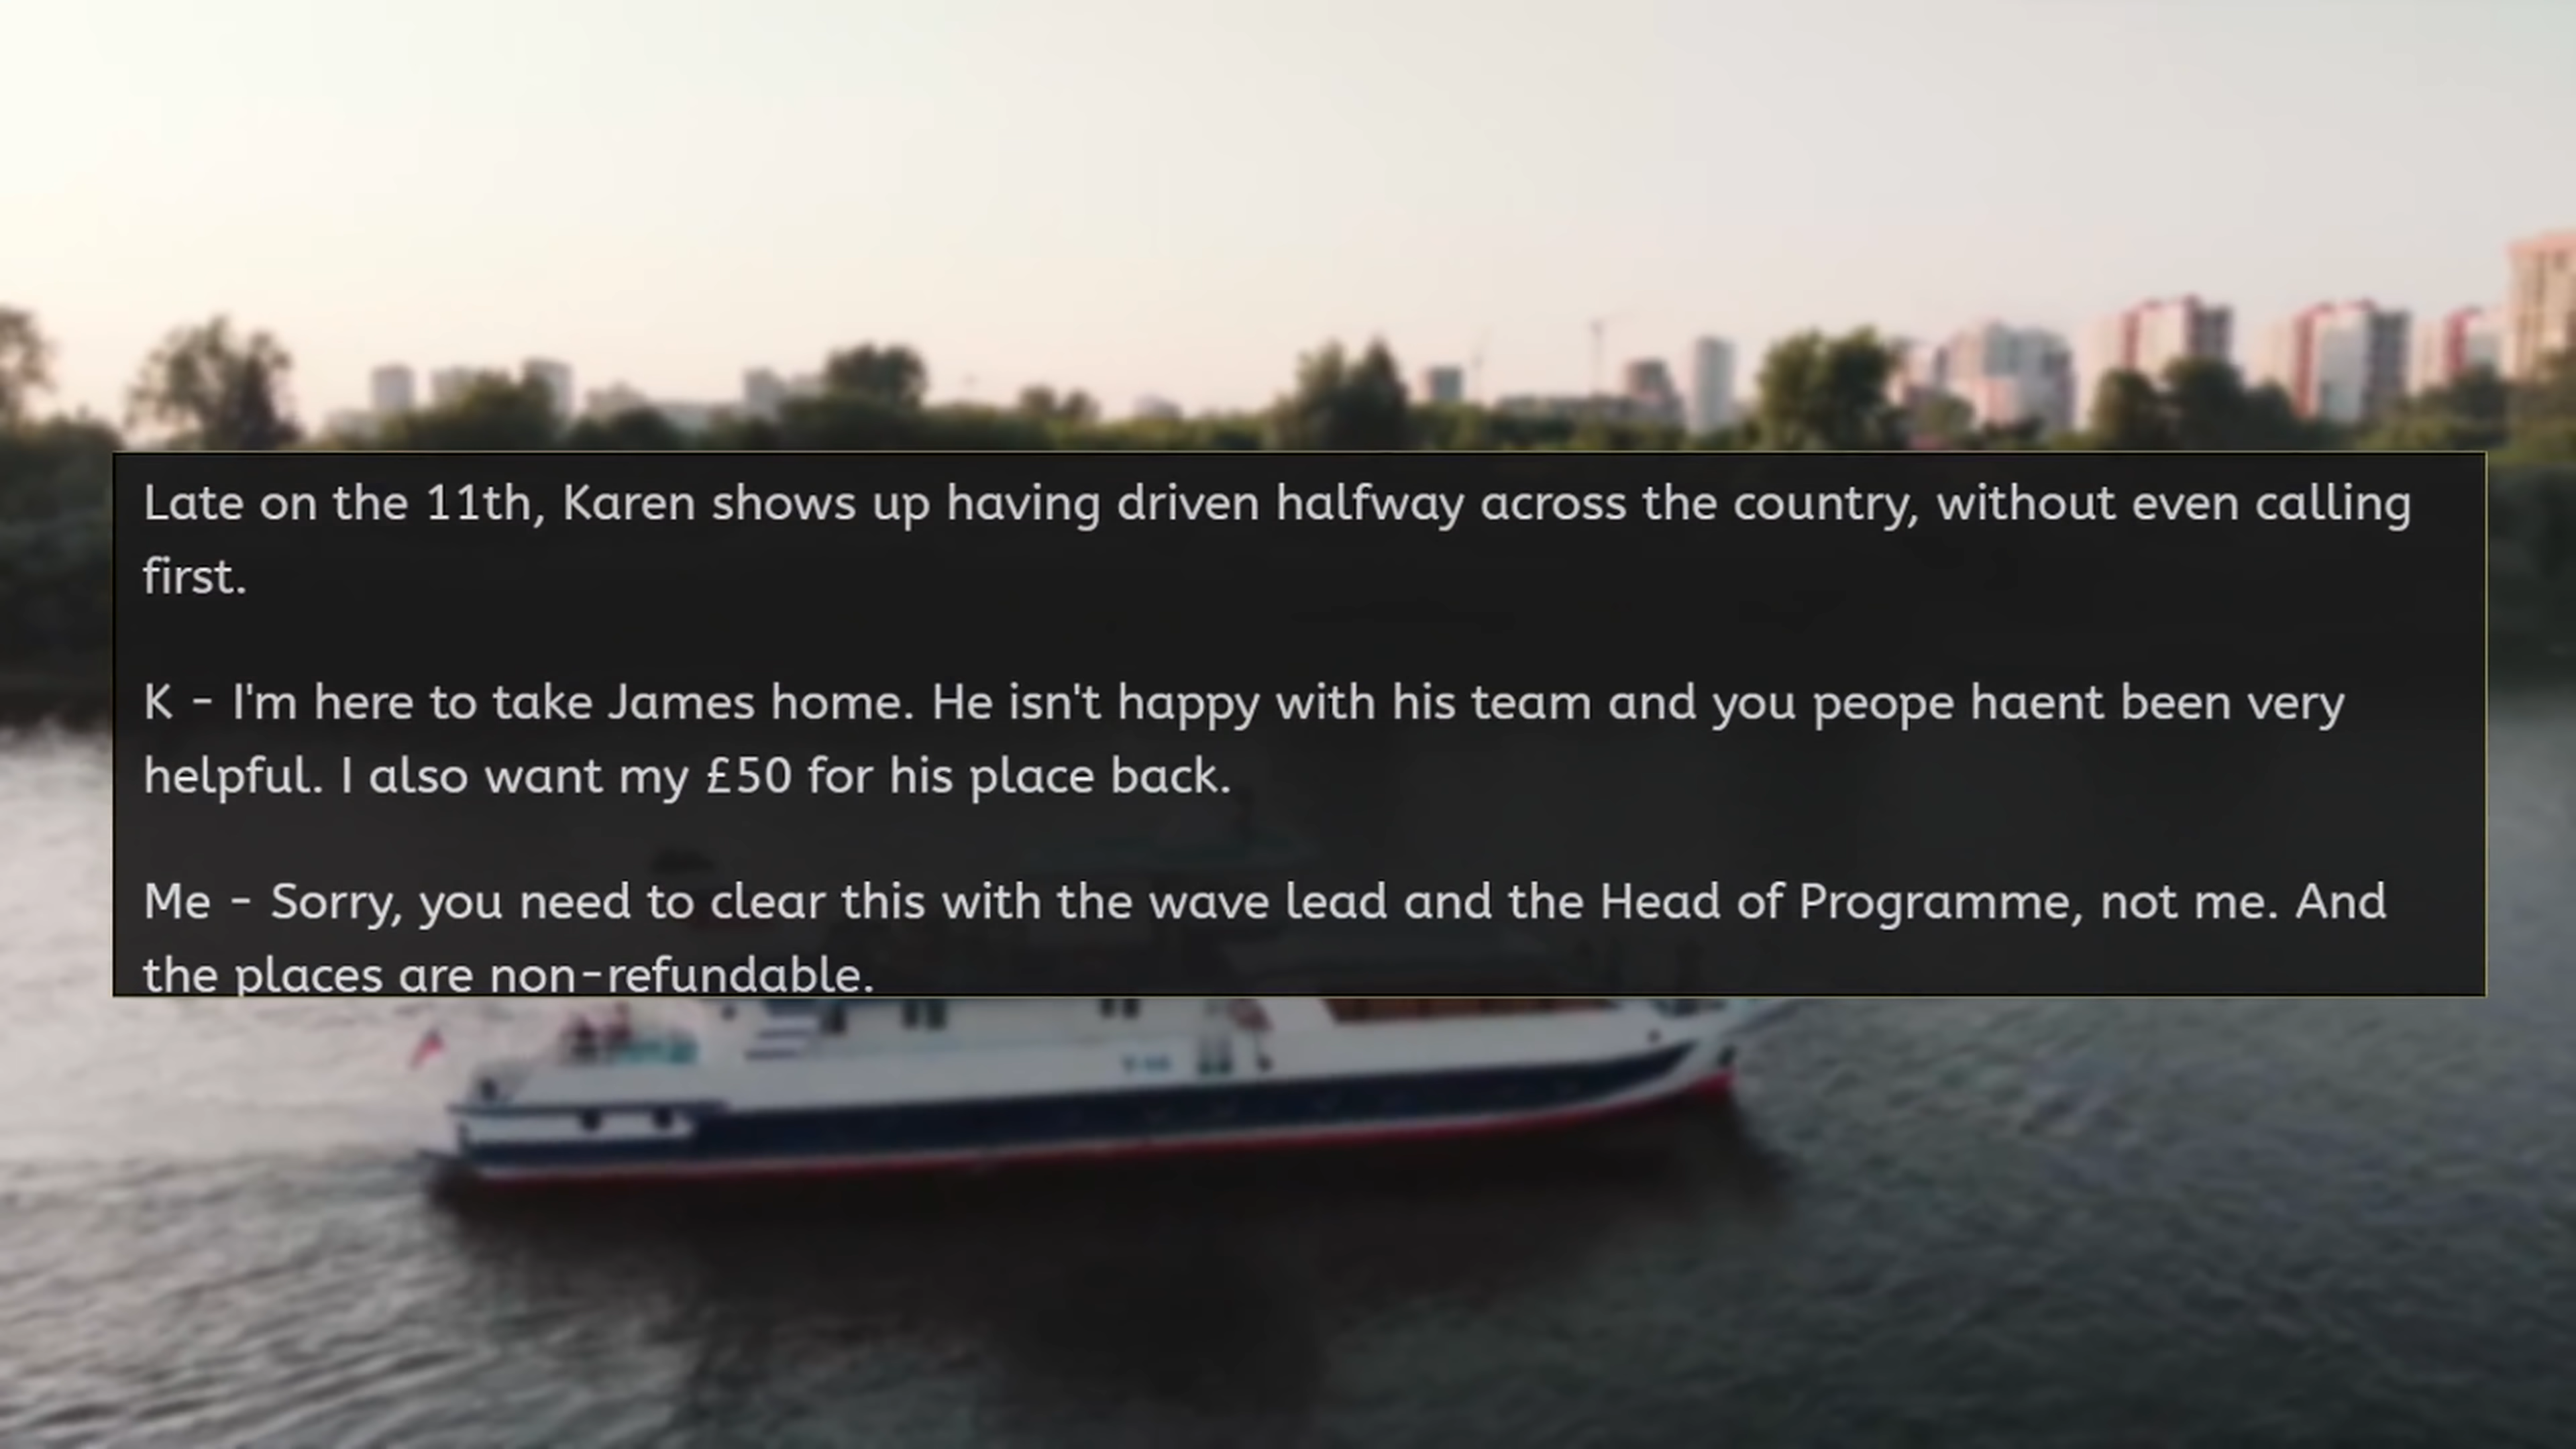 Late on the 11th, Karen shows up having driven halfway across the country, without even calling
first.
K - I'm here to take James home. He isn't happy with his team and you peope haent been very
helpful. I also want my £50 for his place back.
Me - Sorry, you need to clear this with the wave lead and the Head of Programme, not me. And
the places are non-refundable.